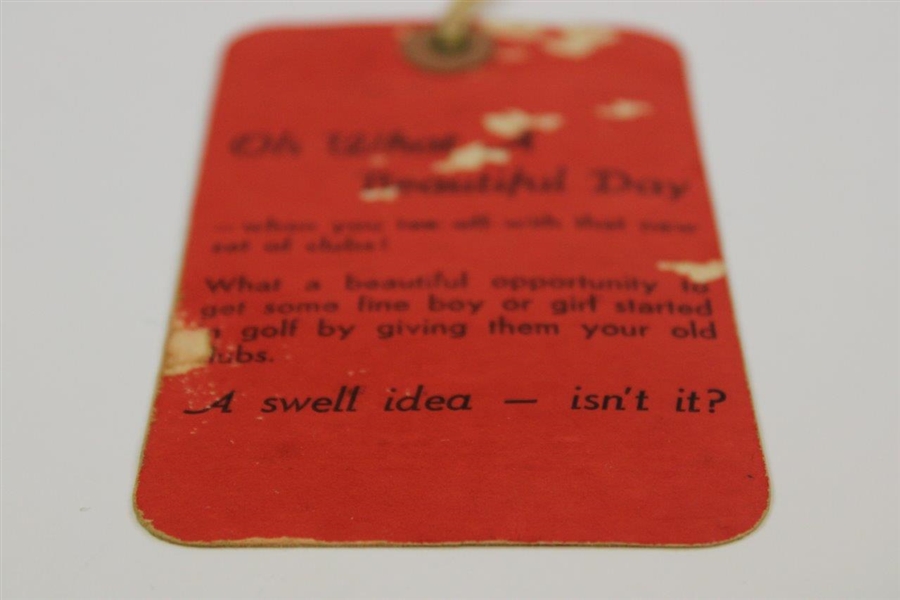 Oh What A
Beautiful Day
—when you tee off with that new
set of clubs!
What a beautiful opportunity to
get some fine boy or girl started
n golf by giving them your old
lubs.
A swell idea — isn't it?